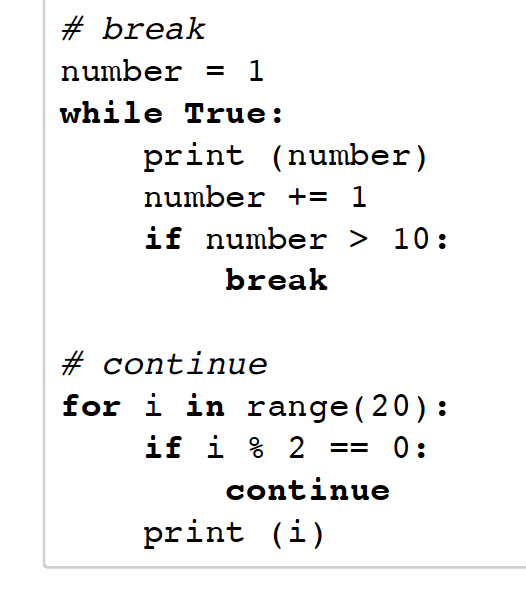 # break
number = 1
while True:
    print (number)
    number += 1
    if number > 10:
        break

# continue
for i in range(20):
    if i % 2 == 0:
        continue
    print (i)